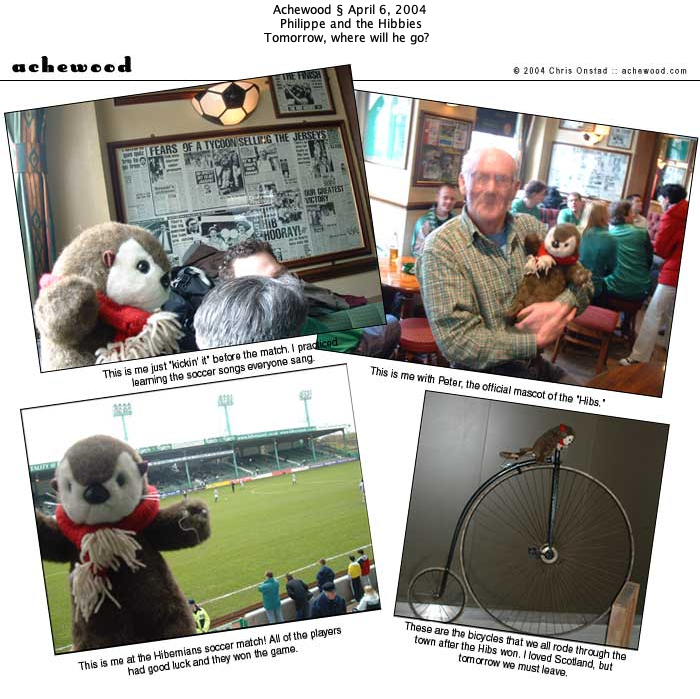 Achewood § April 6, 2004
Philippe and the Hibbies
Tomorrow, where will he go?
achewood
© 2004 Chris Onstad :: achewood.com
THE FINISH
FEARS OF A TYCOON
SELLING THE JERSEYS
OUR GREATEST
VICTORY
HIB
HOORAY!
This is me just "kickin' it" before the match. I practiced
learning the soccer songs everyone sang.
This is me with Peter, the official mascot of the "Hibs."
This is me at the Hibernians soccer match! All of the players
had good luck and they won the game.
These are the bicycles that we all rode through the
town after the Hibs won. I loved Scotland, but
tomorrow we must leave.